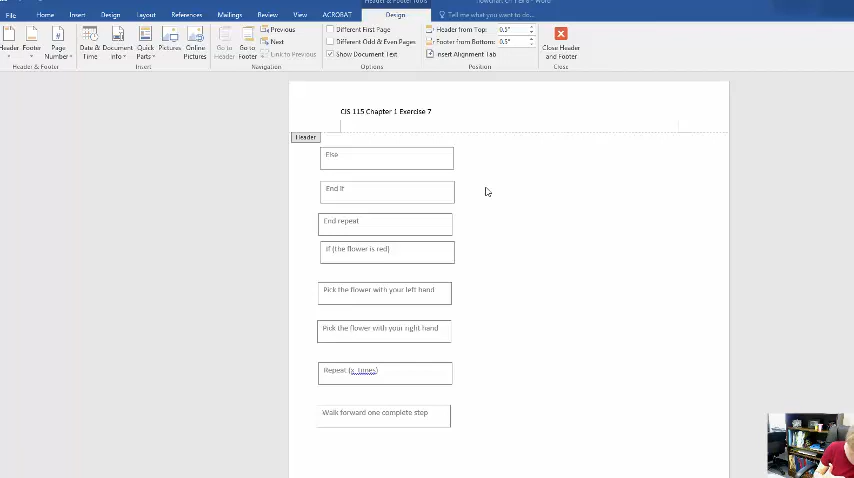 Header & Footer Tools
File Home Insert Design Layout References Mailings Review View ACROBAT Design Tell me what you want to do...
Header Footer Page Number
Date & Time Document Info Quick Parts Pictures Online Pictures
Go to Header Go to Footer Previous Next Link to Previous
Different First Page
Different Odd & Even Pages
Show Document Text
Header from Top: 0.5"
Footer from Bottom: 0.5"
Insert Alignment Tab
Close Header and Footer
Header & Footer Insert Navigation Options Position Close
CIS 115 Chapter 1 Exercise 7
Header
Else
End if
End repeat
If (the flower is red)
Pick the flower with your left hand
Pick the flower with your right hand
Repeat (x times)
Walk forward one complete step